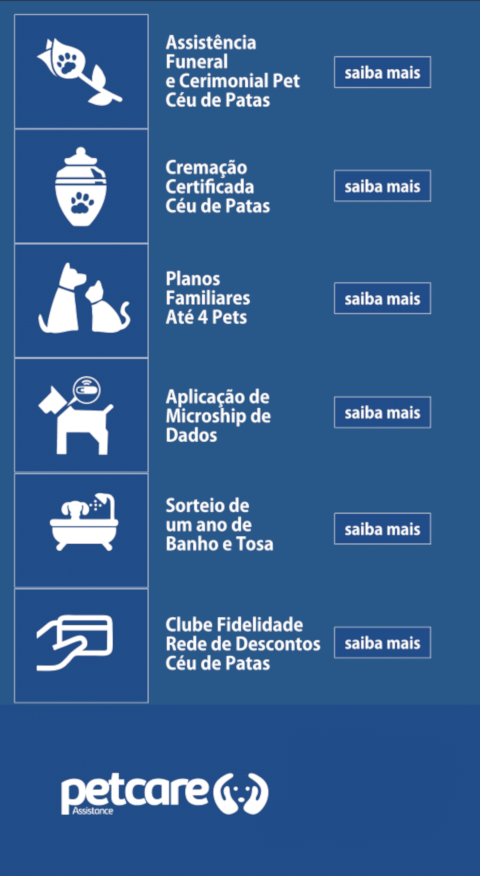 Assistência
Funeral
e Cerimonial Pet
Céu de Patas
saiba mais
Cremação
Certificada
Céu de Patas
saiba mais
Planos
Familiares
Até 4 Pets
saiba mais
Aplicação de
Microship de
Dados
saiba mais
Sorteio de
um ano de
Banho e Tosa
saiba mais
Clube Fidelidade
Rede de Descontos
Céu de Patas
saiba mais
petcare
Assistance